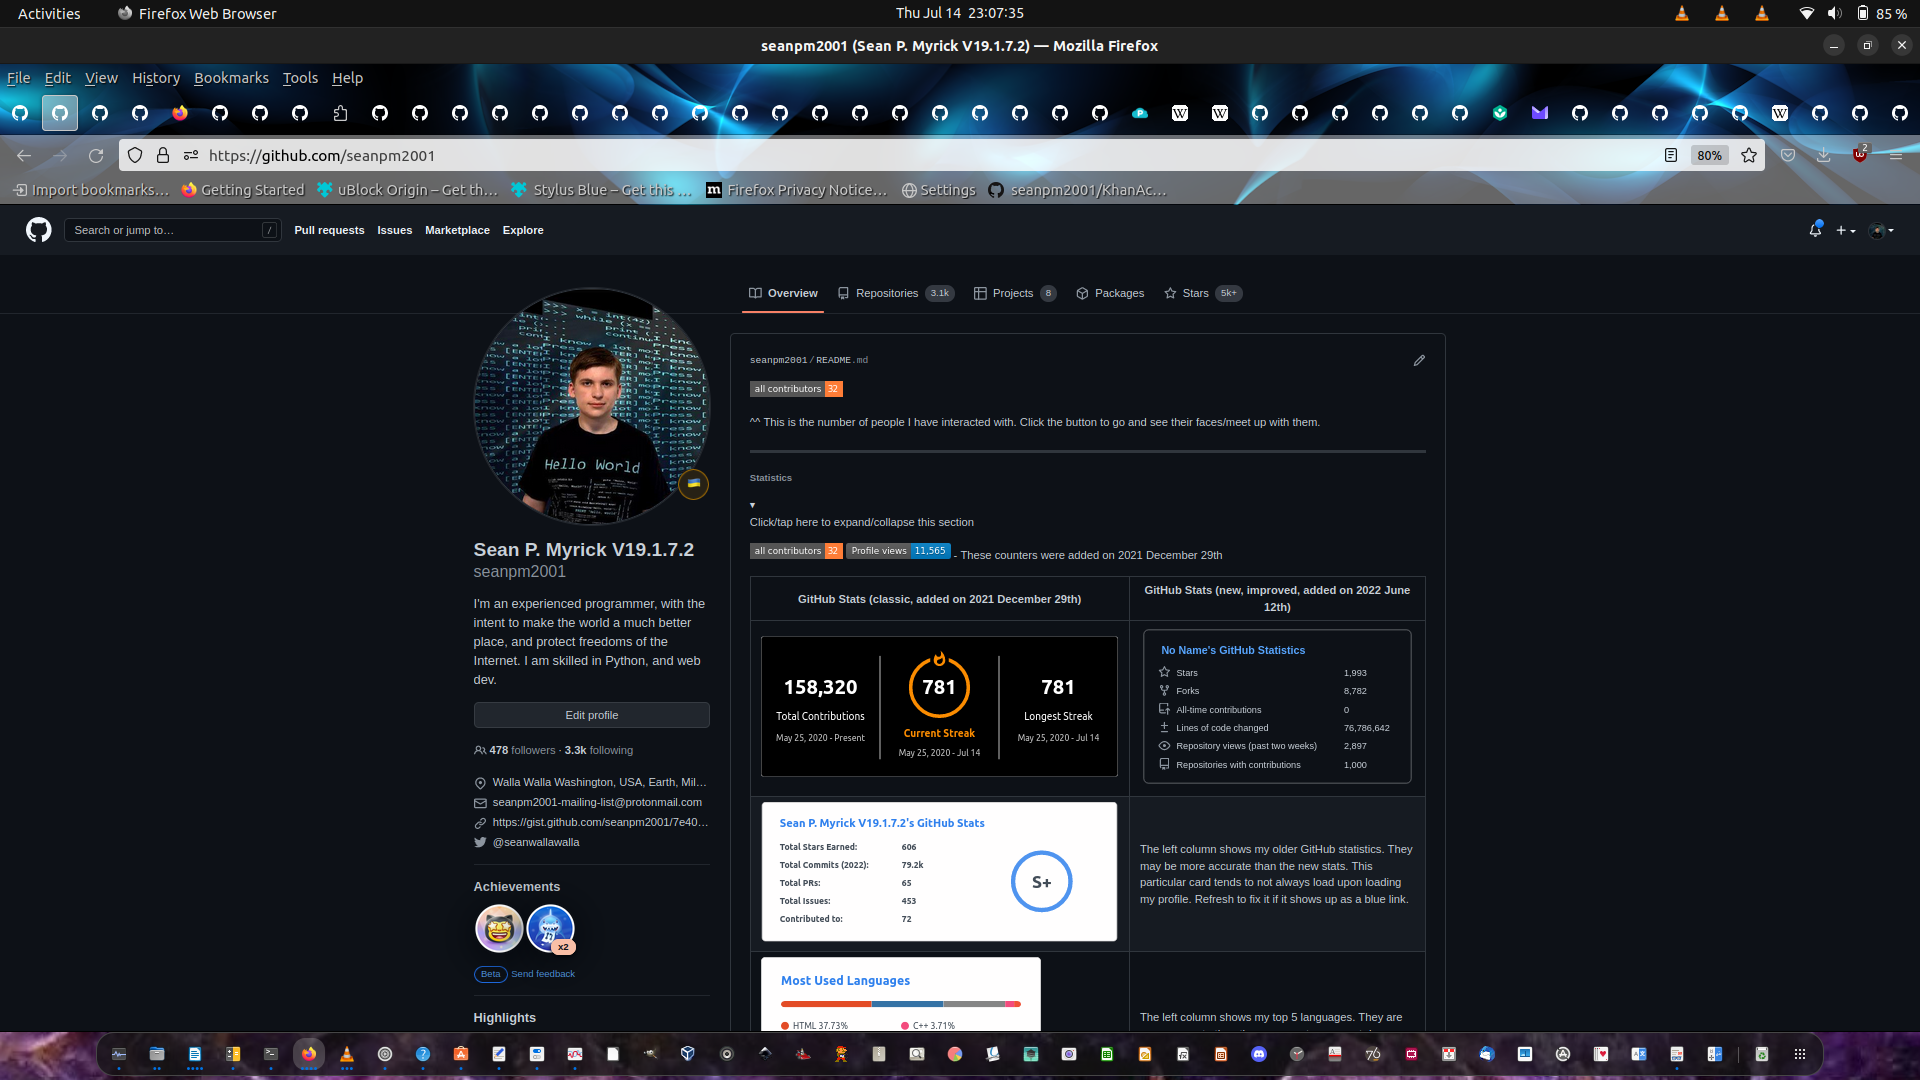 Activities
Firefox Web Browser
Thu Jul 14 23:07:35
85 %
seanpm2001 (Sean P. Myrick V19.1.7.2) — Mozilla Firefox
File Edit View History Bookmarks Tools Help
https://github.com/seanpm2001
80%
2
Import bookmarks…
Getting Started
uBlock Origin – Get th…
Stylus Blue – Get this …
Firefox Privacy Notice…
Settings
seanpm2001/KhanAc…
Search or jump to…
/
Pull requests
Issues
Marketplace
Explore
Overview
Repositories 3.1k
Projects 8
Packages
Stars 5k+
Hello World
Sean P. Myrick V19.1.7.2
seanpm2001
I'm an experienced programmer, with the
intent to make the world a much better
place, and protect freedoms of the
Internet. I am skilled in Python, and web
dev.
Edit profile
478 followers · 3.3k following
Walla Walla Washington, USA, Earth, Mil…
seanpm2001-mailing-list@protonmail.com
https://gist.github.com/seanpm2001/7e40…
@seanwallawalla
Achievements
x2
Beta Send feedback
Highlights
seanpm2001/README.md
all contributors 32
^^ This is the number of people I have interacted with. Click the button to go and see their faces/meet up with them.
Statistics
Click/tap here to expand/collapse this section
all contributors 32 Profile views 11,565 - These counters were added on 2021 December 29th
GitHub Stats (classic, added on 2021 December 29th)
GitHub Stats (new, improved, added on 2022 June
12th)
158,320
Total Contributions
May 25, 2020 - Present
781
Current Streak
May 25, 2020 - Jul 14
781
Longest Streak
May 25, 2020 - Jul 14
No Name's GitHub Statistics
Stars 1,993
Forks 8,782
All-time contributions 0
Lines of code changed 76,786,642
Repository views (past two weeks) 2,897
Repositories with contributions 1,000
Sean P. Myrick V19.1.7.2's GitHub Stats
Total Stars Earned: 606
Total Commits (2022): 79.2k
Total PRs: 65
Total Issues: 453
Contributed to: 72
S+
The left column shows my older GitHub statistics. They
may be more accurate than the new stats. This
particular card tends to not always load upon loading
my profile. Refresh to fix it if it shows up as a blue link.
Most Used Languages
HTML 37.73%
C++ 3.71%
The left column shows my top 5 languages. They are